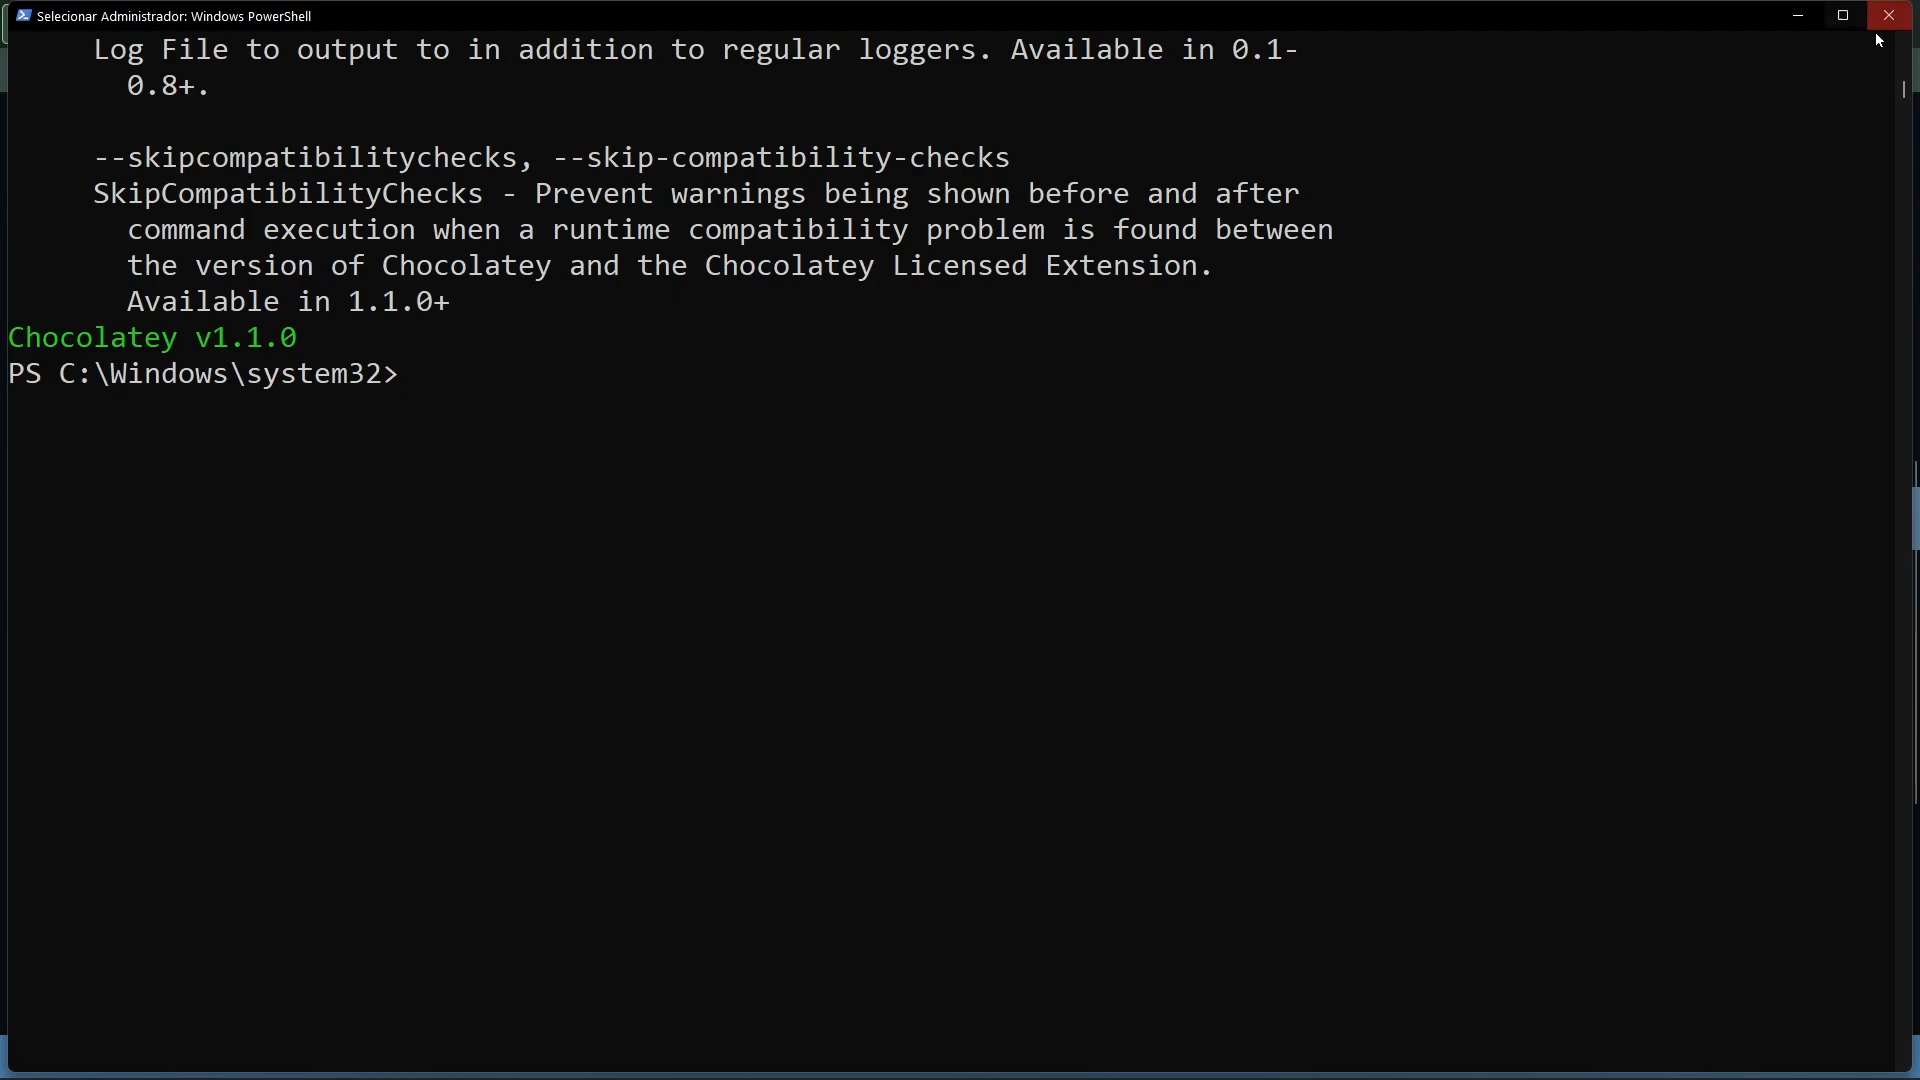 Selecionar Administrador: Windows PowerShell
Log File to output to in addition to regular loggers. Available in 0.1-
0.8+.
--skipcompatibilitychecks, --skip-compatibility-checks
SkipCompatibilityChecks - Prevent warnings being shown before and after
command execution when a runtime compatibility problem is found between
the version of Chocolatey and the Chocolatey Licensed Extension.
Available in 1.1.0+
Chocolatey v1.1.0
PS C:\Windows\system32>